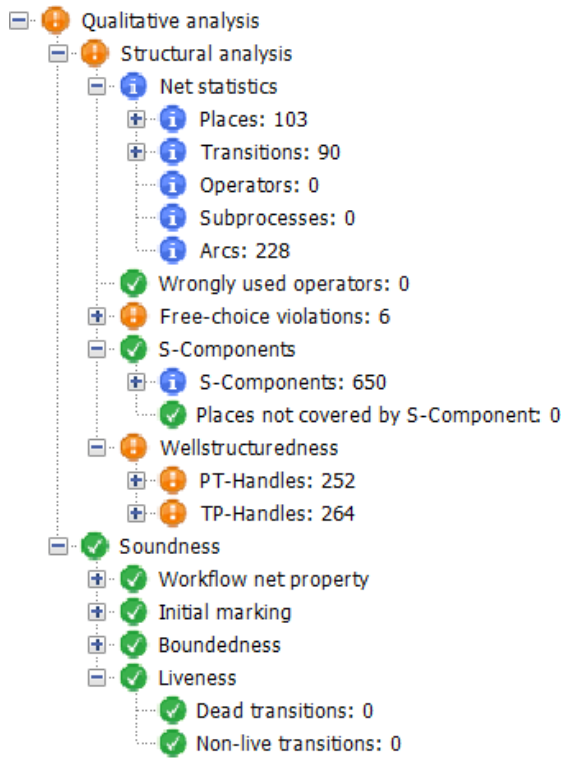 Qualitative analysis
Structural analysis
Net statistics
Places: 103
Transitions: 90
Operators: 0
Subprocesses: 0
Arcs: 228
Wrongly used operators: 0
Free-choice violations: 6
S-Components
S-Components: 650
Places not covered by S-Component: 0
Wellstructuredness
PT-Handles: 252
TP-Handles: 264
Soundness
Workflow net property
Initial marking
Boundedness
Liveness
Dead transitions: 0
Non-live transitions: 0